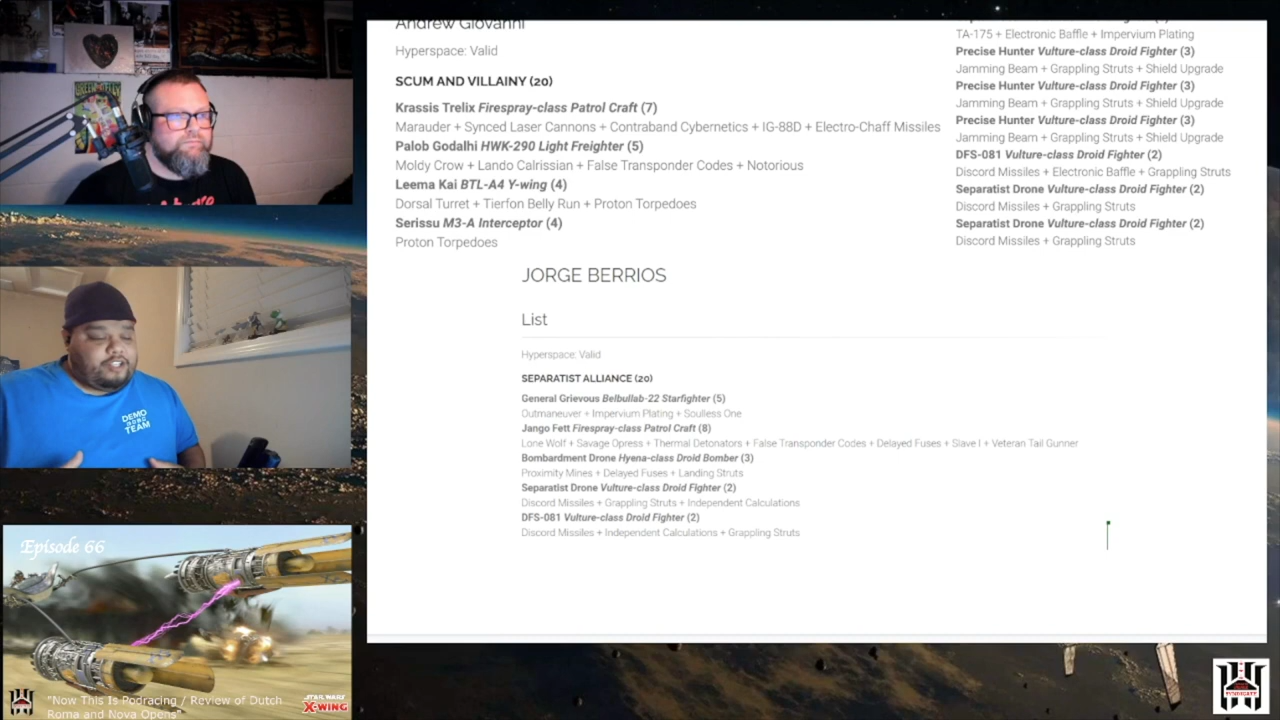 Andrew Giovanni
Hyperspace: Valid
SCUM AND VILLAINY (20)
Krassis Trelix Firespray-class Patrol Craft (7)
Marauder + Synced Laser Cannons + Contraband Cybernetics + IG-88D + Electro-Chaff Missiles
Palob Godalhi HWK-290 Light Freighter (5)
Moldy Crow + Lando Calrissian + False Transponder Codes + Notorious
Leema Kai BTL-A4 Y-wing (4)
Dorsal Turret + Tierfon Belly Run + Proton Torpedoes
Serissu M3-A Interceptor (4)
Proton Torpedoes
TA-175 + Electronic Baffle + Impervium Plating
Precise Hunter Vulture-class Droid Fighter (3)
Jamming Beam + Grappling Struts + Shield Upgrade
Precise Hunter Vulture-class Droid Fighter (3)
Jamming Beam + Grappling Struts + Shield Upgrade
Precise Hunter Vulture-class Droid Fighter (3)
Jamming Beam + Grappling Struts + Shield Upgrade
DFS-081 Vulture-class Droid Fighter (2)
Discord Missiles + Electronic Baffle + Grappling Struts
Separatist Drone Vulture-class Droid Fighter (2)
Discord Missiles + Grappling Struts
Separatist Drone Vulture-class Droid Fighter (2)
Discord Missiles + Grappling Struts
JORGE BERRIOS
List
Hyperspace: Valid
SEPARATIST ALLIANCE (20)
General Grievous Belbullab-22 Starfighter (5)
Outmaneuver + Impervium Plating + Soulless One
Jango Fett Firespray-class Patrol Craft (8)
Lone Wolf + Savage Opress + Thermal Detonators + False Transponder Codes + Delayed Fuses + Slave I + Veteran Tail Gunner
Bombardment Drone Hyena-class Droid Bomber (3)
Proximity Mines + Delayed Fuses + Landing Struts
Separatist Drone Vulture-class Droid Fighter (2)
Discord Missiles + Grappling Struts + Independent Calculations
DFS-081 Vulture-class Droid Fighter (2)
Discord Missiles + Independent Calculations + Grappling Struts
GREEN
DEMO
TEAM
Episode 66
"Now This Is Podracing / Review of Dutch
Roma and Nova Opens"
STAR WARS
X-WING